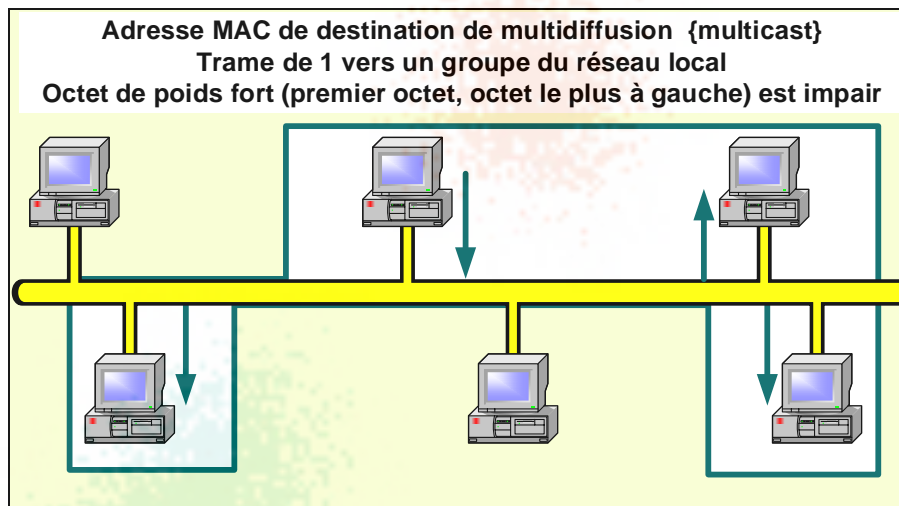 Adresse MAC de destination de multidiffusion {multicast}
Trame de 1 vers un groupe du réseau local
Octet de poids fort (premier octet, octet le plus à gauche) est impair